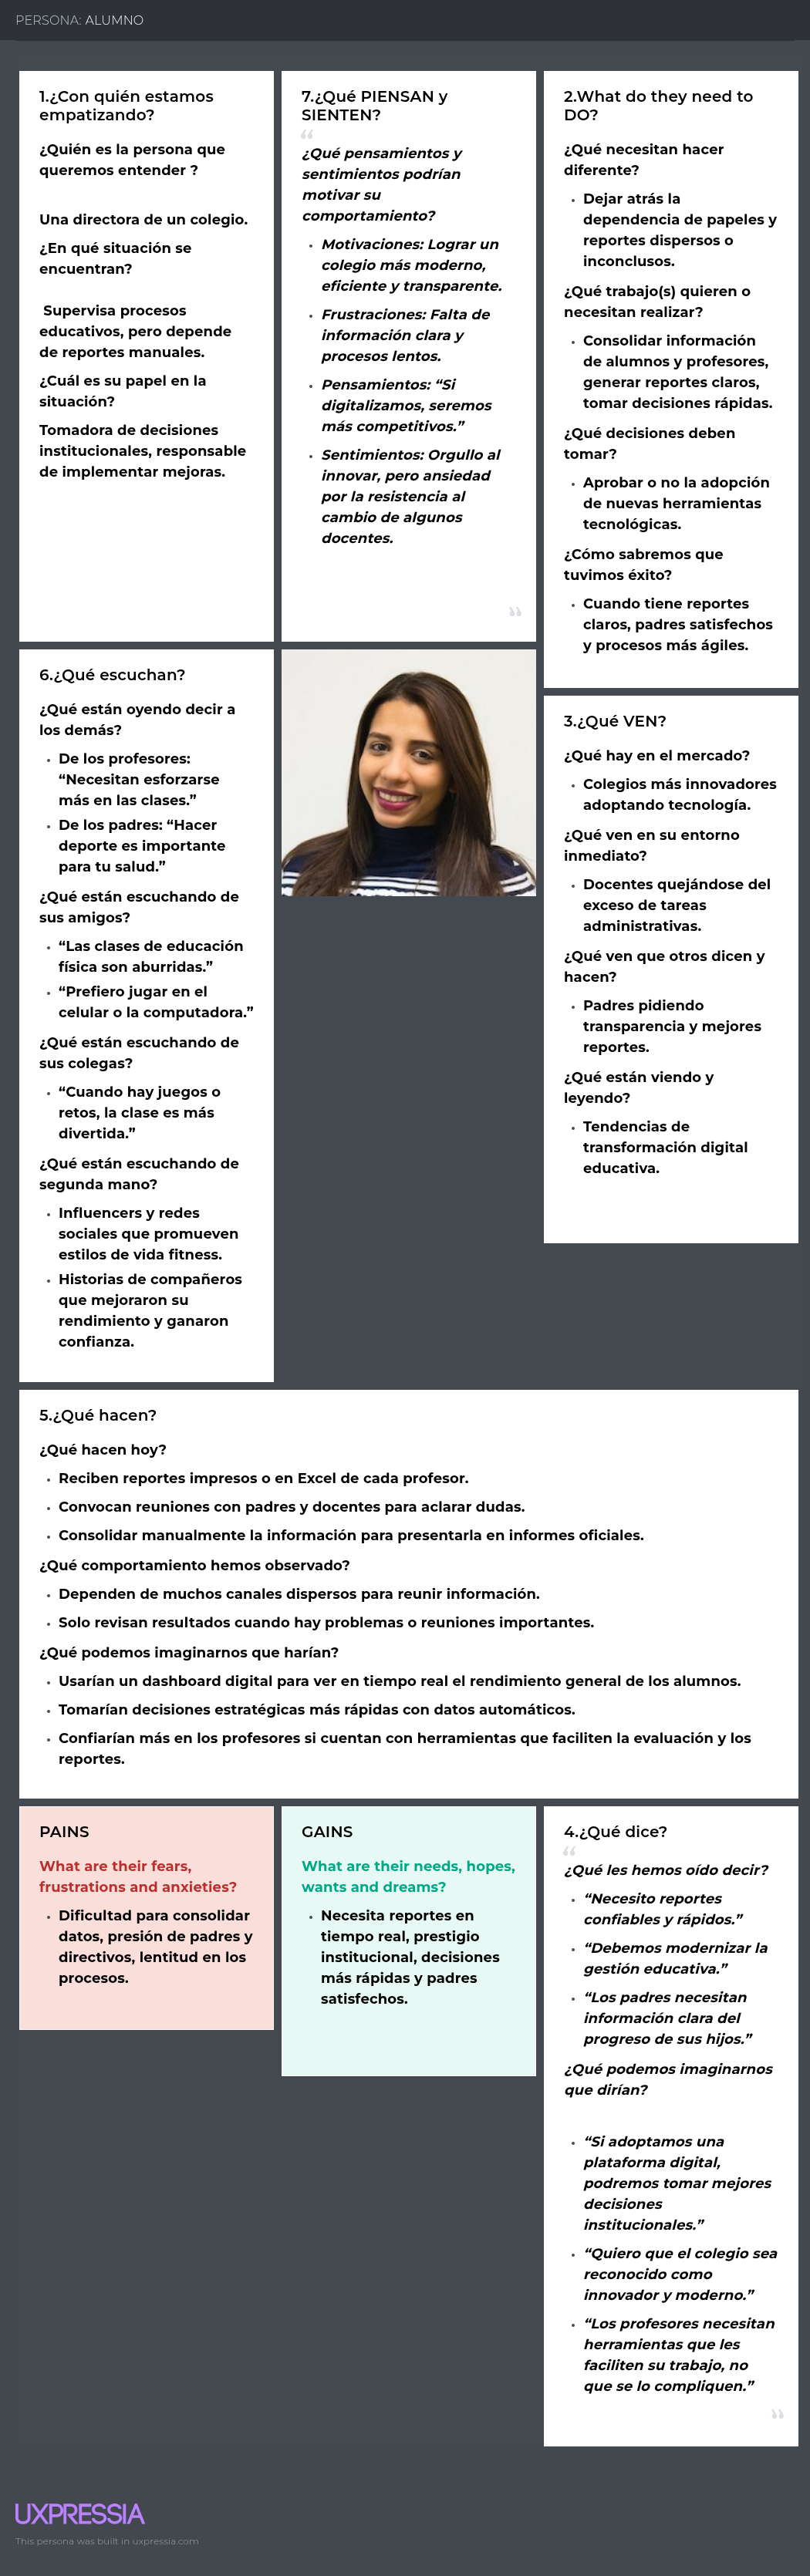 PERSONA: ALUMNO
1.¿Con quién estamos
empatizando?
¿Quién es la persona que
queremos entender ?
Una directora de un colegio.
¿En qué situación se
encuentran?
Supervisa procesos
educativos, pero depende
de reportes manuales.
¿Cuál es su papel en la
situación?
Tomadora de decisiones
institucionales, responsable
de implementar mejoras.
7.¿Qué PIENSAN y
SIENTEN?
“
¿Qué pensamientos y
sentimientos podrían
motivar su
comportamiento?
• Motivaciones: Lograr un
colegio más moderno,
eficiente y transparente.
• Frustraciones: Falta de
información clara y
procesos lentos.
• Pensamientos: “Si
digitalizamos, seremos
más competitivos.”
• Sentimientos: Orgullo al
innovar, pero ansiedad
por la resistencia al
cambio de algunos
docentes.
”
2.What do they need to
DO?
¿Qué necesitan hacer
diferente?
• Dejar atrás la
dependencia de papeles y
reportes dispersos o
inconclusos.
¿Qué trabajo(s) quieren o
necesitan realizar?
• Consolidar información
de alumnos y profesores,
generar reportes claros,
tomar decisiones rápidas.
¿Qué decisiones deben
tomar?
• Aprobar o no la adopción
de nuevas herramientas
tecnológicas.
¿Cómo sabremos que
tuvimos éxito?
• Cuando tiene reportes
claros, padres satisfechos
y procesos más ágiles.
6.¿Qué escuchan?
¿Qué están oyendo decir a
los demás?
• De los profesores:
“Necesitan esforzarse
más en las clases.”
• De los padres: “Hacer
deporte es importante
para tu salud.”
¿Qué están escuchando de
sus amigos?
• “Las clases de educación
física son aburridas.”
• “Prefiero jugar en el
celular o la computadora.”
¿Qué están escuchando de
sus colegas?
• “Cuando hay juegos o
retos, la clase es más
divertida.”
¿Qué están escuchando de
segunda mano?
• Influencers y redes
sociales que promueven
estilos de vida fitness.
• Historias de compañeros
que mejoraron su
rendimiento y ganaron
confianza.
3.¿Qué VEN?
¿Qué hay en el mercado?
• Colegios más innovadores
adoptando tecnología.
¿Qué ven en su entorno
inmediato?
• Docentes quejándose del
exceso de tareas
administrativas.
¿Qué ven que otros dicen y
hacen?
• Padres pidiendo
transparencia y mejores
reportes.
¿Qué están viendo y
leyendo?
• Tendencias de
transformación digital
educativa.
5.¿Qué hacen?
¿Qué hacen hoy?
• Reciben reportes impresos o en Excel de cada profesor.
• Convocan reuniones con padres y docentes para aclarar dudas.
• Consolidar manualmente la información para presentarla en informes oficiales.
¿Qué comportamiento hemos observado?
• Dependen de muchos canales dispersos para reunir información.
• Solo revisan resultados cuando hay problemas o reuniones importantes.
¿Qué podemos imaginarnos que harían?
• Usarían un dashboard digital para ver en tiempo real el rendimiento general de los alumnos.
• Tomarían decisiones estratégicas más rápidas con datos automáticos.
• Confiarían más en los profesores si cuentan con herramientas que faciliten la evaluación y los
reportes.
PAINS
What are their fears,
frustrations and anxieties?
• Dificultad para consolidar
datos, presión de padres y
directivos, lentitud en los
procesos.
GAINS
What are their needs, hopes,
wants and dreams?
• Necesita reportes en
tiempo real, prestigio
institucional, decisiones
más rápidas y padres
satisfechos.
4.¿Qué dice?
“
¿Qué les hemos oído decir?
• “Necesito reportes
confiables y rápidos.”
• “Debemos modernizar la
gestión educativa.”
• “Los padres necesitan
información clara del
progreso de sus hijos.”
¿Qué podemos imaginarnos
que dirían?
• “Si adoptamos una
plataforma digital,
podremos tomar mejores
decisiones
institucionales.”
• “Quiero que el colegio sea
reconocido como
innovador y moderno.”
• “Los profesores necesitan
herramientas que les
faciliten su trabajo, no
que se lo compliquen.”
”
UXPRESSIA
This persona was built in uxpressia.com